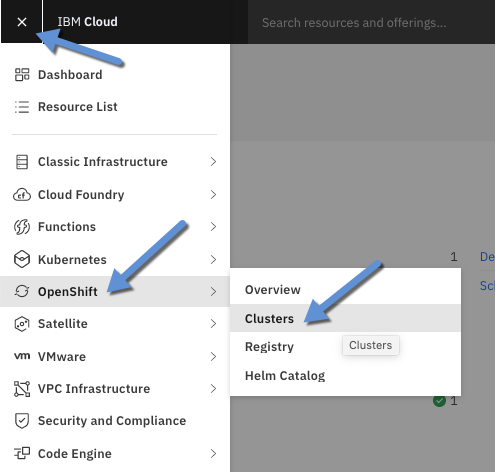 IBM Cloud
Search resources and offerings...
Dashboard
Resource List
Classic Infrastructure
Cloud Foundry
Functions
Kubernetes
OpenShift
Satellite
vm VMware
VPC Infrastructure
Security and Compliance
Code Engine
Overview
Clusters
Registry
Helm Catalog
Clusters
1 De
Sc
1